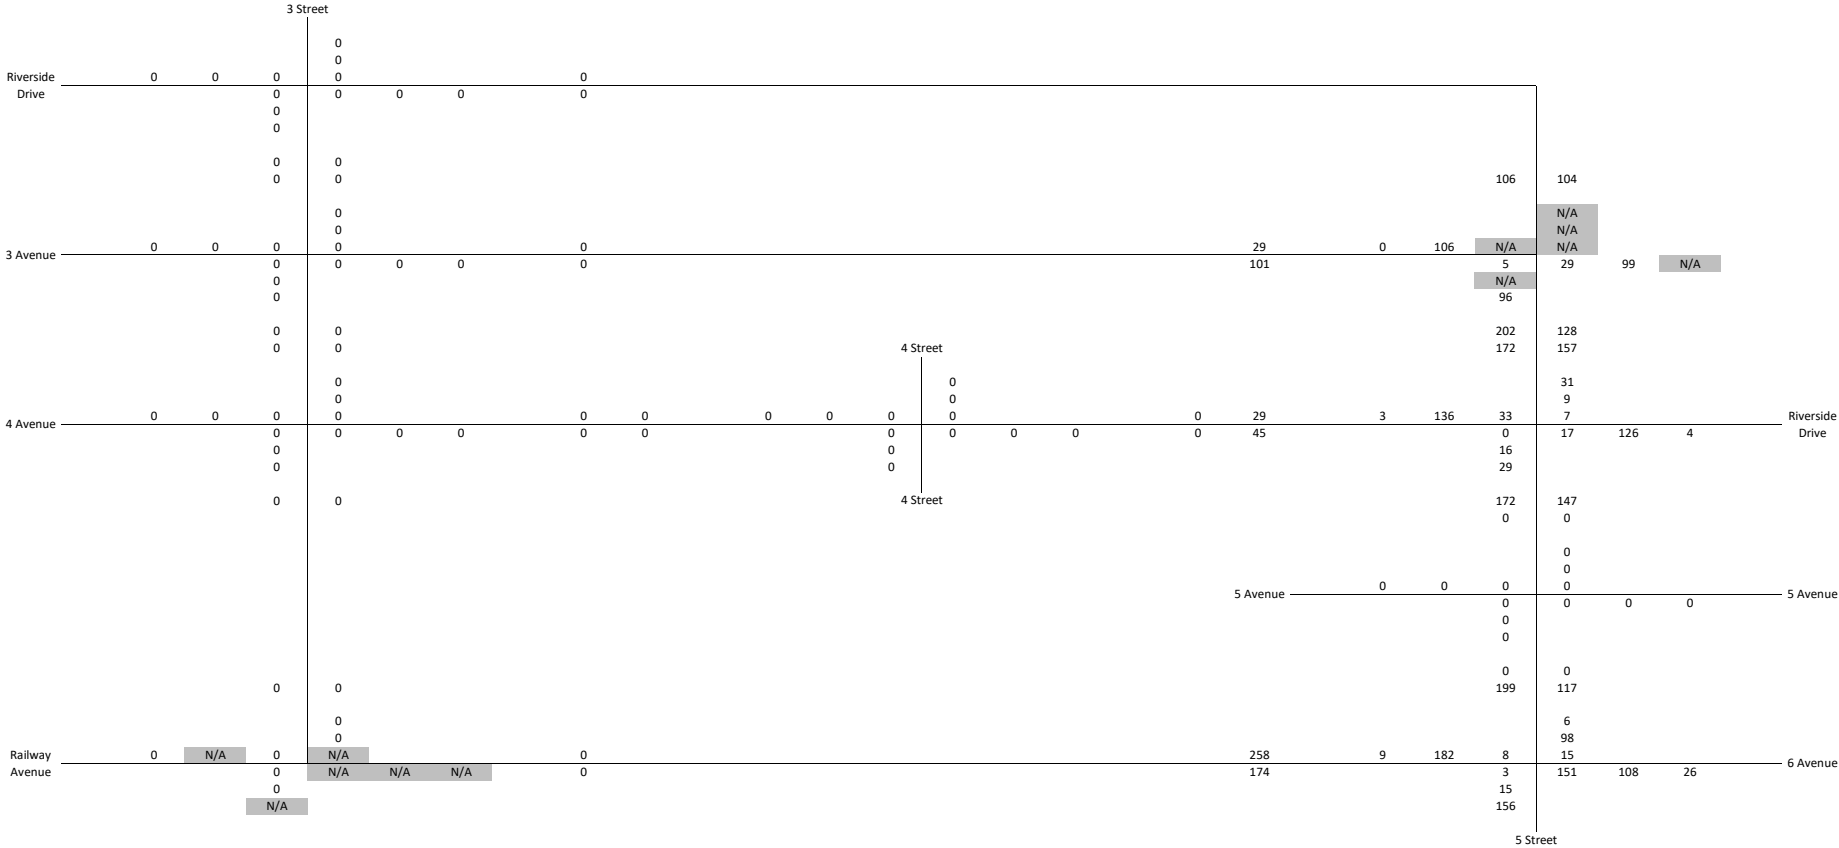 3 Street
0
0
Riverside 0 0 0 0 0
Drive 0 0 0 0 0
0
0
0 0
0 0 106 104
0 N/A
0 N/A
3 Avenue 0 0 0 0 0 29 0 106 N/A N/A
0 0 0 0 0 101 5 29 99 N/A
0 N/A
0 96
0 0 202 128
0 0 4 Street 172 157
0 0 31
0 0 9
4 Avenue 0 0 0 0 0 0 0 0 0 0 0 29 3 136 33 7 Riverside
0 0 0 0 0 0 0 0 0 0 0 45 0 17 126 4 Drive
0 0 16
0 0 29
0 0 4 Street 172 147
0 0
0
0
5 Avenue 0 0 0 0 5 Avenue
0 0 0 0
0
0
0 0
0 0 199 117
0 6
0 98
Railway 0 N/A 0 N/A 0 258 9 182 8 15 6 Avenue
Avenue 0 N/A N/A N/A 0 174 3 151 108 26
0 15
N/A 156
5 Street